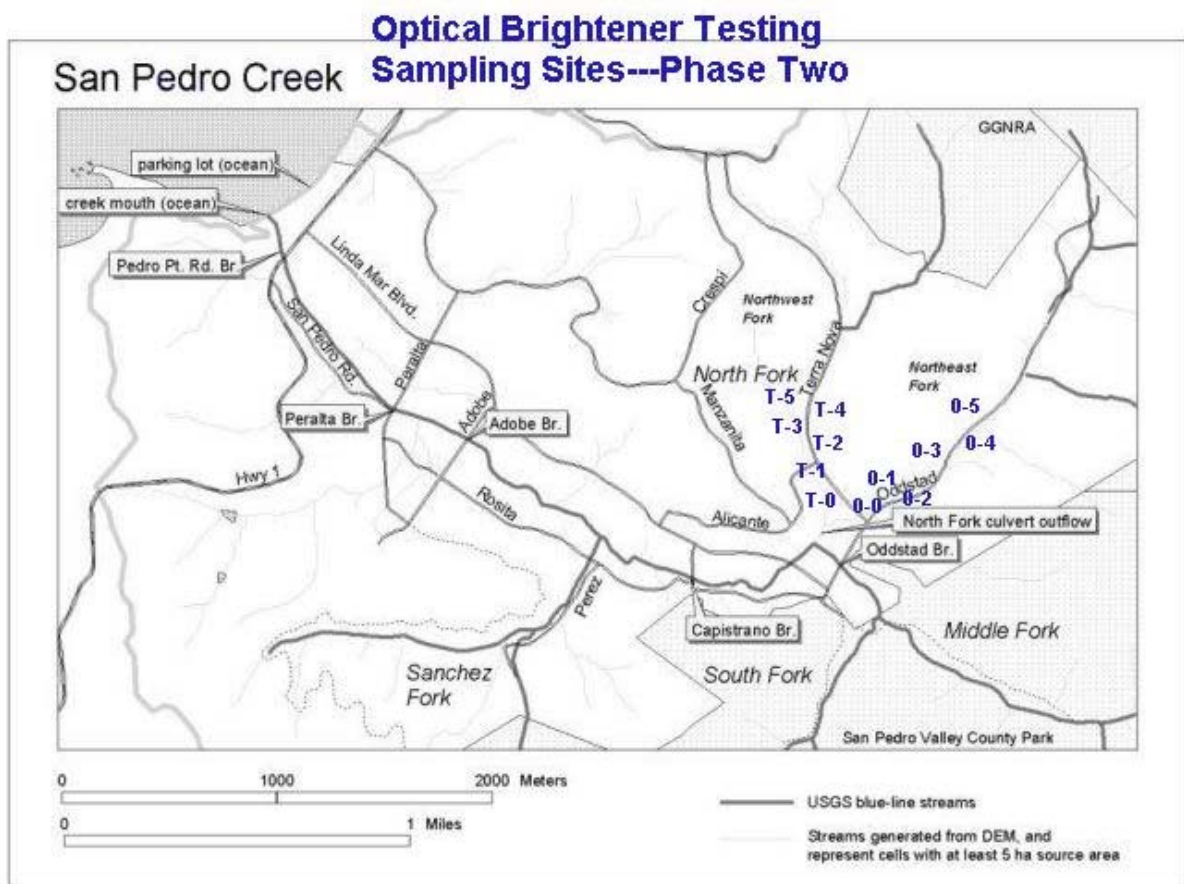 Optical Brightener Testing
Sampling Sites---Phase Two
San Pedro Creek
GGNRA
parking lot (ocean)
creek mouth (ocean)
Pedro Pt. Rd. Br.
Linda Mar Blvd.
San Pedro Rd.
Peralta
Crespi
Northwest
Fork
Terra Nova
North Fork
Northeast
Fork
T-5
T-4
0-5
Manzanita
T-3
T-2
0-3
0-4
Peralta Br.
Adobe
Adobe Br.
T-1
0-1
Oddstad
Hwy 1
Rosita
T-0
0-0
0-2
Alicante
North Fork culvert outflow
Oddstad Br.
Perez
Capistrano Br.
Middle Fork
Sanchez
Fork
South Fork
San Pedro Valley County Park
0 1000 2000 Meters
0 1 Miles
USGS blue-line streams
Streams generated from DEM, and
represent cells with at least 5 ha source area